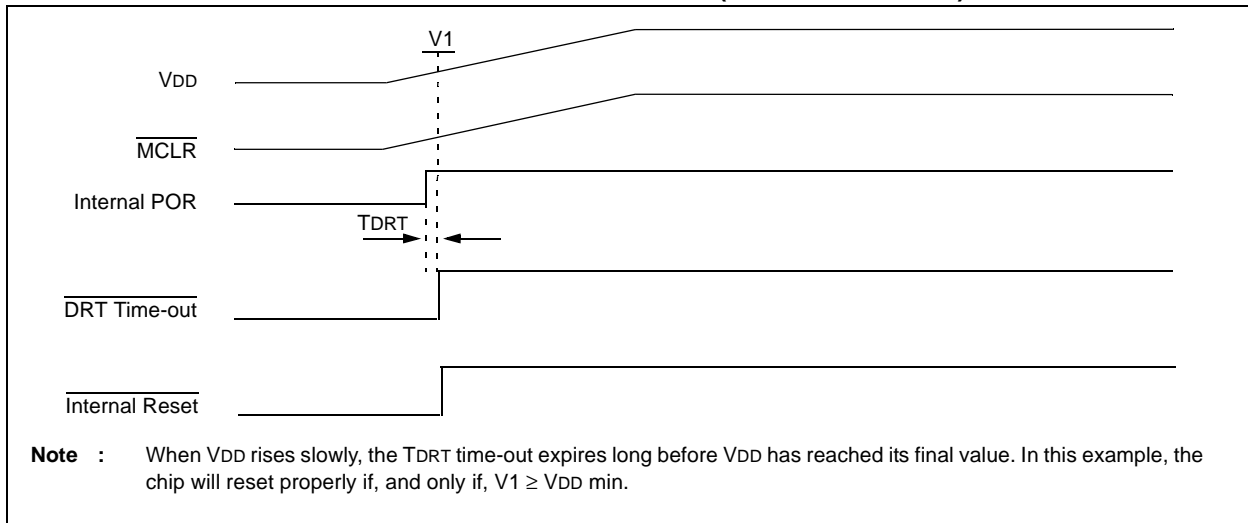 V1
VDD
MCLR
Internal POR
TDRT
DRT Time-out
Internal Reset
Note : When VDD rises slowly, the TDRT time-out expires long before VDD has reached its final value. In this example, the
chip will reset properly if, and only if, V1 ≥ VDD min.